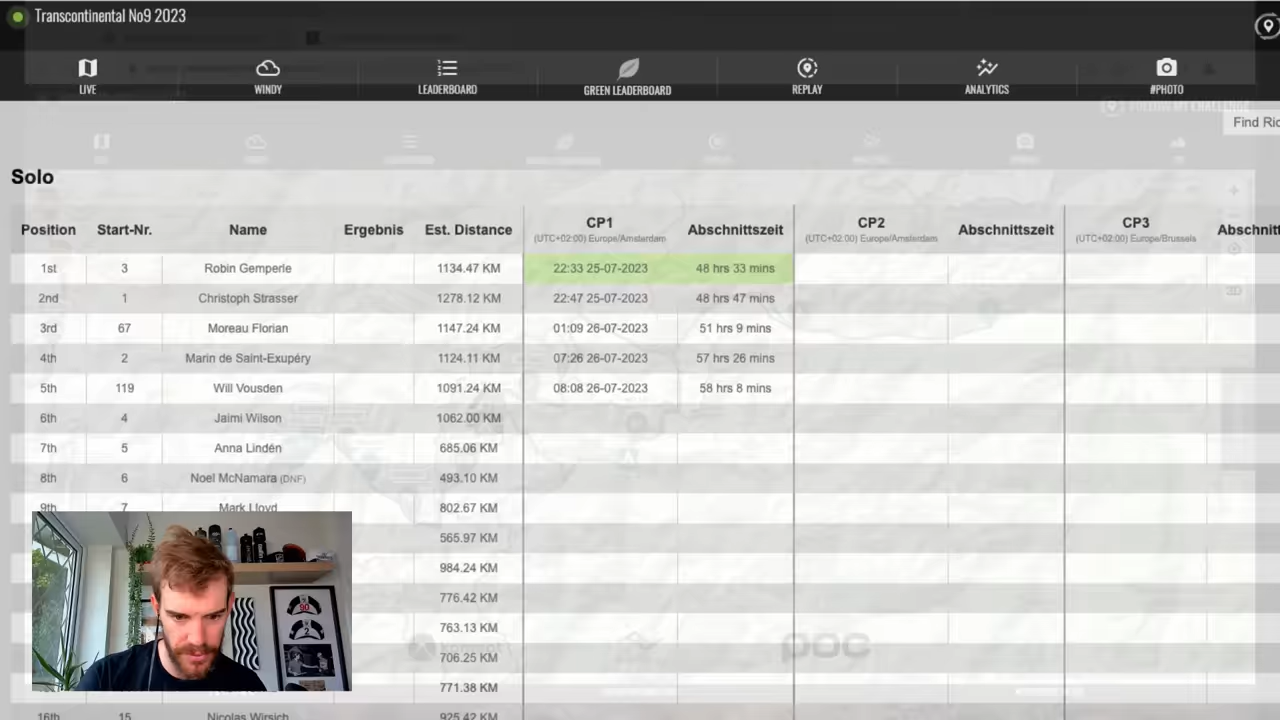 Transcontinental No9 2023
LIVE
WINDY
LEADERBOARD
GREEN LEADERBOARD
REPLAY
ANALYTICS
#PHOTO
Find Ric
Solo
Position Start-Nr. Name Ergebnis Est. Distance CP1 (UTC+02:00) Europe/Amsterdam Abschnittszeit CP2 (UTC+02:00) Europe/Amsterdam Abschnittszeit CP3 (UTC+02:00) Europe/Brussels Abschnitt
1st 3 Robin Gemperle 1134.47 KM 22:33 25-07-2023 48 hrs 33 mins
2nd 1 Christoph Strasser 1278.12 KM 22:47 25-07-2023 48 hrs 47 mins
3rd 67 Moreau Florian 1147.24 KM 01:09 26-07-2023 51 hrs 9 mins
4th 2 Marin de Saint-Exupéry 1124.11 KM 07:26 26-07-2023 57 hrs 26 mins
5th 119 Will Vousden 1091.24 KM 08:08 26-07-2023 58 hrs 8 mins
6th 4 Jaimi Wilson 1062.00 KM
7th 5 Anna Lindén 685.06 KM
8th 6 Noel McNamara (DNF) 493.10 KM
9th 7 Mark Lloyd 802.67 KM
565.97 KM
984.24 KM
776.42 KM
763.13 KM
706.25 KM
771.38 KM
16th 15 Nicolas Wirsich 925.42 KM
POC